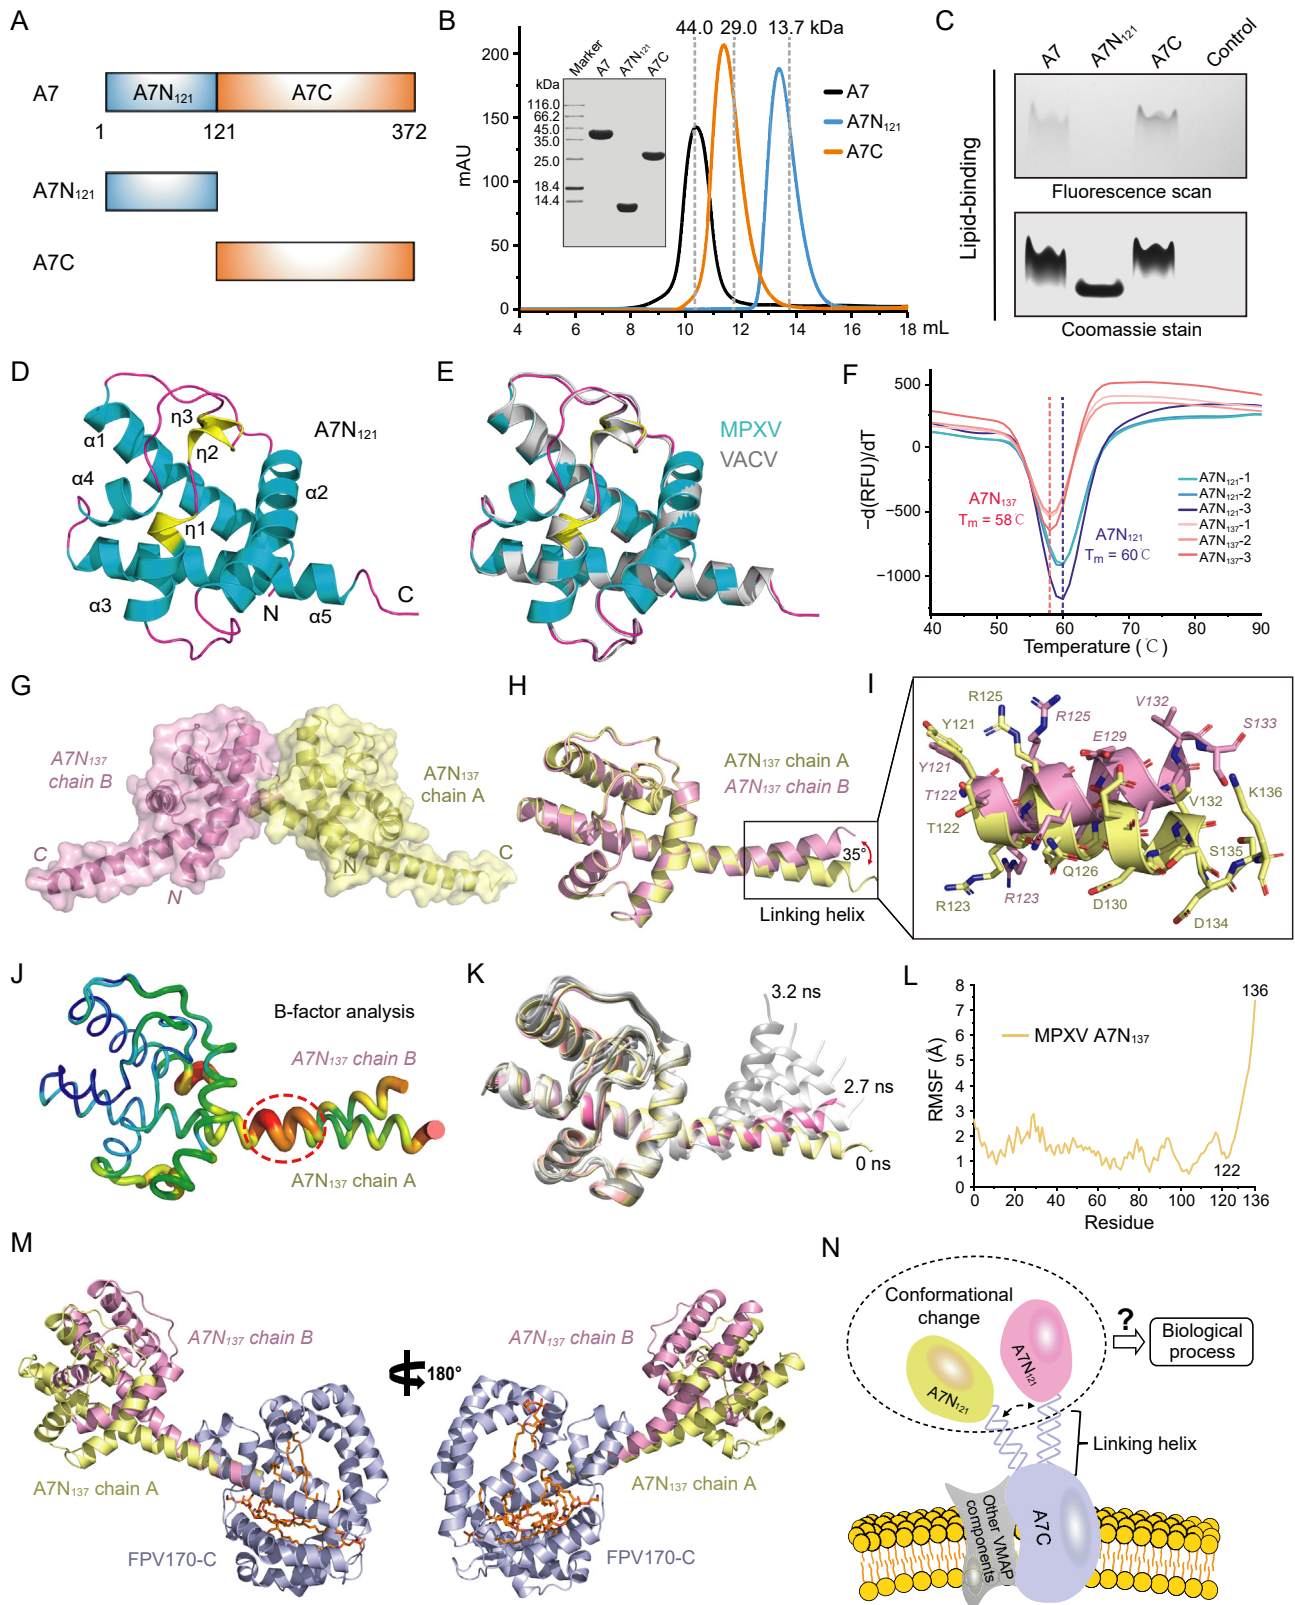 A
A7
A7N₁₂₁
A7C
1
121
372
A7N₁₂₁
A7C
B
44.0
29.0
13.7 kDa
mAU
200
150
100
50
0
4
6
8
10
12
14
16
18
mL
Marker
A7
A7N₁₂₁
A7C
kDa
116.0
66.2
45.0
35.0
25.0
18.4
14.4
A7
A7N₁₂₁
A7C
C
A7
A7N₁₂₁
A7C
Control
Lipid-binding
Fluorescence scan
Coomassie stain
D
A7N₁₂₁
α1
η3
η2
α4
α2
η1
α3
N
α5
C
E
MPXV
VACV
F
−d(RFU)/dT
500
0
−500
−1000
40
50
60
70
80
90
Temperature (℃)
A7N₁₃₇
Tm = 58℃
A7N₁₂₁
Tm = 60℃
A7N₁₂₁-1
A7N₁₂₁-2
A7N₁₂₁-3
A7N₁₃₇-1
A7N₁₃₇-2
A7N₁₃₇-3
G
A7N₁₃₇
chain B
A7N₁₃₇
chain A
C
N
N
C
H
A7N₁₃₇ chain A
A7N₁₃₇ chain B
35°
Linking helix
I
R125
R125
V132
S133
Y121
E129
Y121
T122
K136
V132
T122
S135
Q126
R123
R123
D130
D134
J
B-factor analysis
A7N₁₃₇ chain B
A7N₁₃₇ chain A
K
3.2 ns
2.7 ns
0 ns
L
RMSF (Å)
8
7
6
5
4
3
2
1
0
MPXV A7N₁₃₇
136
122
0
20
40
60
80
100
120
136
Residue
M
A7N₁₃₇ chain B
A7N₁₃₇ chain A
FPV170-C
180°
A7N₁₃₇ chain B
A7N₁₃₇ chain A
FPV170-C
N
Conformational
change
A7N₁₂₁
A7N₁₂₁
?
Biological
process
Linking helix
Other VMAP
components
A7C